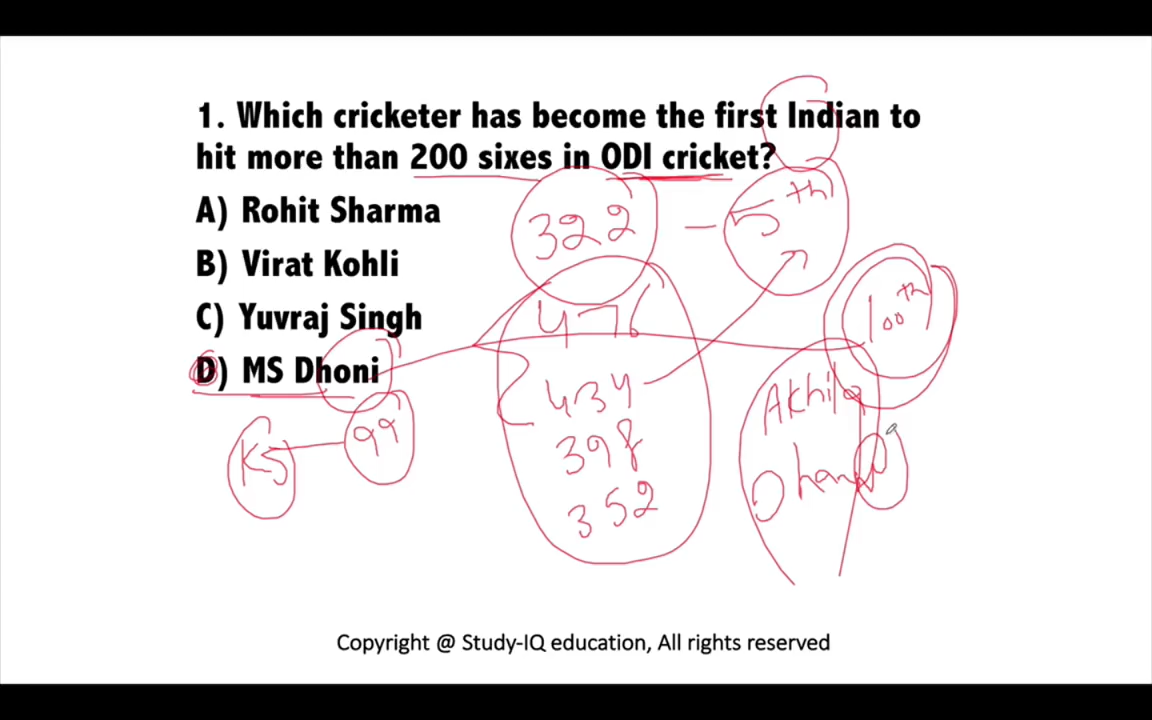 1. Which cricketer has become the first Indian to
hit more than 200 sixes in ODI cricket?
A) Rohit Sharma
B) Virat Kohli
C) Yuvraj Singh
D) MS Dhoni
322 - 5th
476
434
398
352
100th
KS 99
Akhila
Copyright @ Study-IQ education, All rights reserved